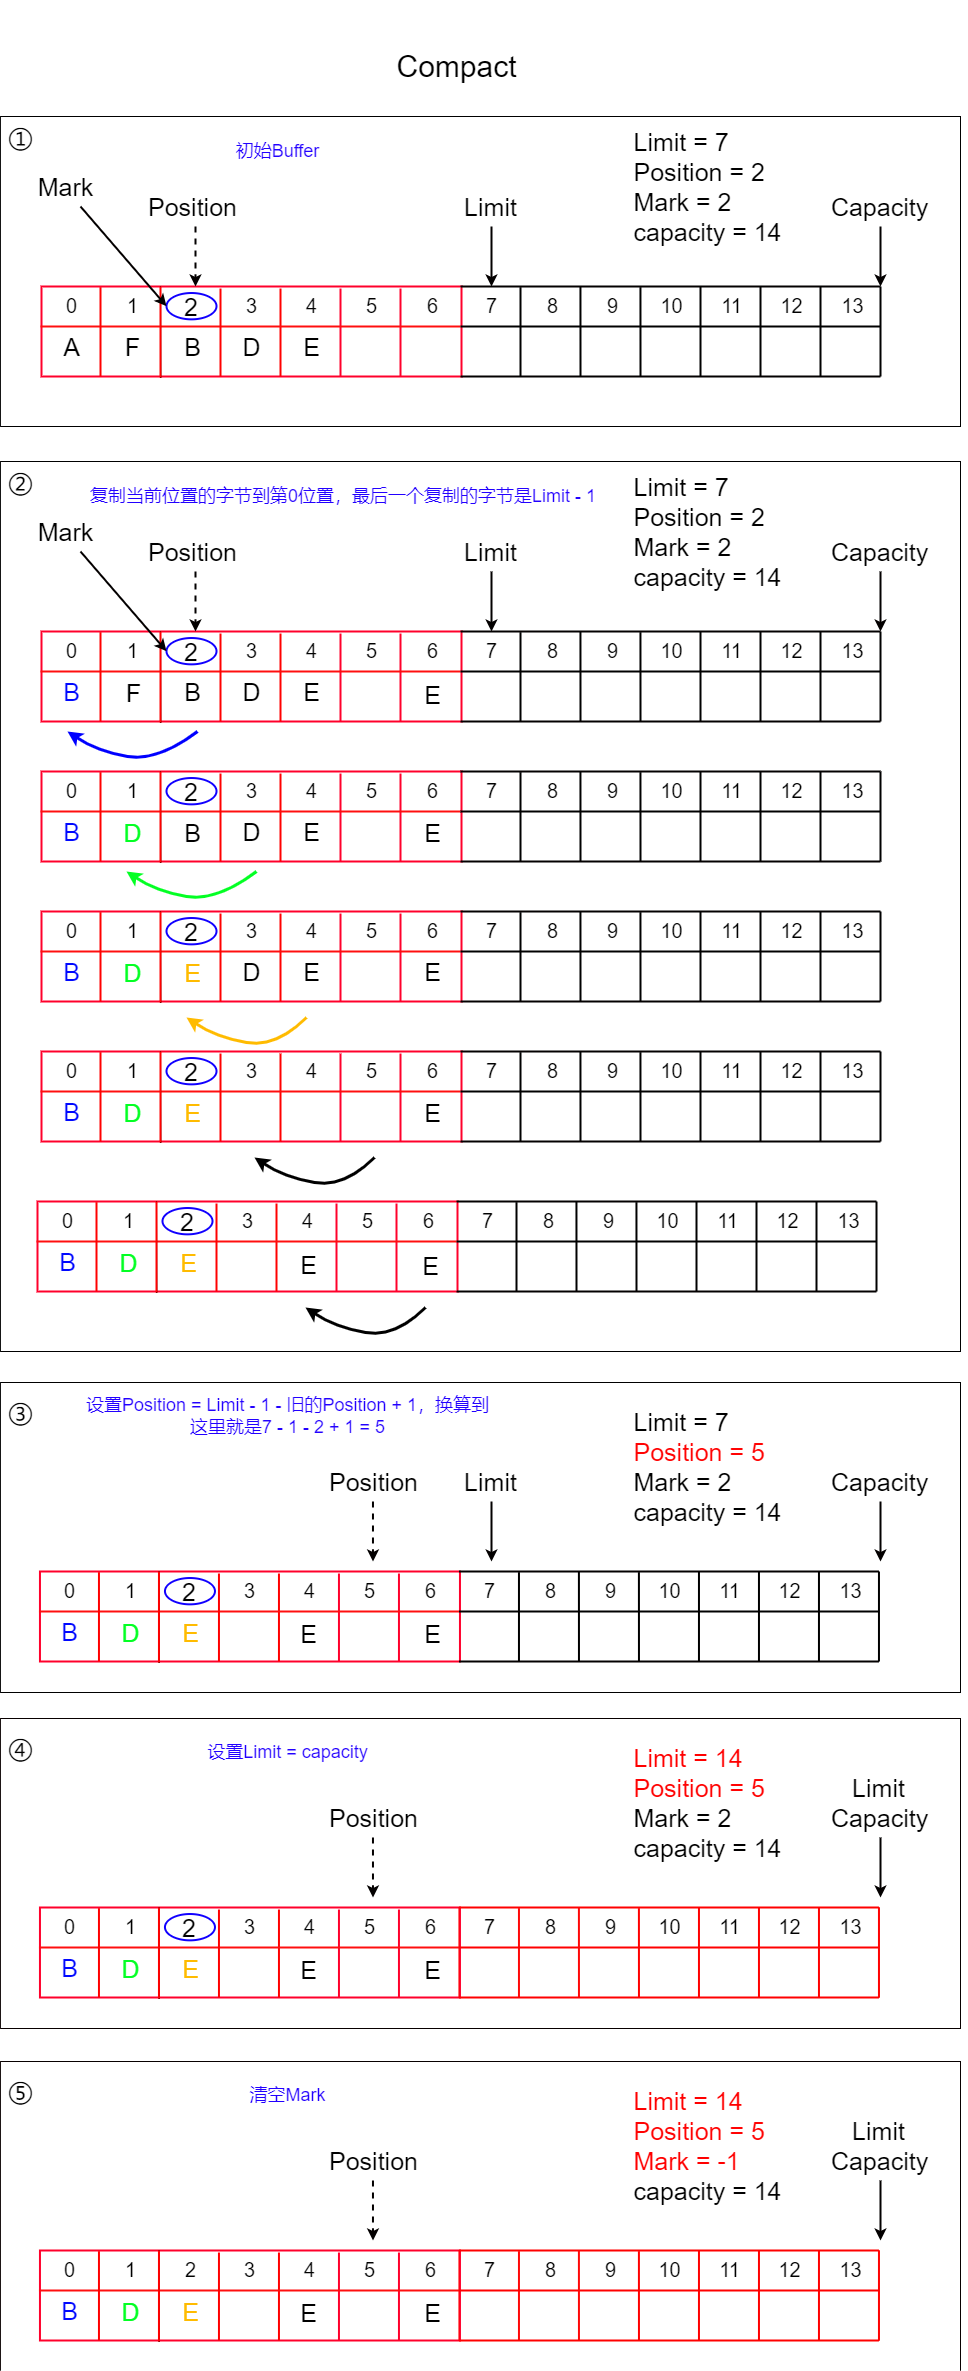 Compact
①
初始Buffer
Limit = 7
Position = 2
Mark = 2
capacity = 14
Mark
Position
Limit
Capacity
0 1 2 3 4 5 6 7 8 9 10 11 12 13
A F B D E
②
复制当前位置的字节到第0位置，最后一个复制的字节是Limit - 1
Limit = 7
Position = 2
Mark = 2
capacity = 14
Mark
Position
Limit
Capacity
0 1 2 3 4 5 6 7 8 9 10 11 12 13
B F B D E E
0 1 2 3 4 5 6 7 8 9 10 11 12 13
B D B D E E
0 1 2 3 4 5 6 7 8 9 10 11 12 13
B D E D E E
0 1 2 3 4 5 6 7 8 9 10 11 12 13
B D E E
0 1 2 3 4 5 6 7 8 9 10 11 12 13
B D E E E
③
设置Position = Limit - 1 - 旧的Position + 1，换算到
这里就是7 - 1 - 2 + 1 = 5
Limit = 7
Position = 5
Mark = 2
capacity = 14
Position
Limit
Capacity
0 1 2 3 4 5 6 7 8 9 10 11 12 13
B D E E E
④
设置Limit = capacity
Limit = 14
Position = 5
Mark = 2
capacity = 14
Position
Limit
Capacity
0 1 2 3 4 5 6 7 8 9 10 11 12 13
B D E E E
⑤
清空Mark
Limit = 14
Position = 5
Mark = -1
capacity = 14
Position
Limit
Capacity
0 1 2 3 4 5 6 7 8 9 10 11 12 13
B D E E E